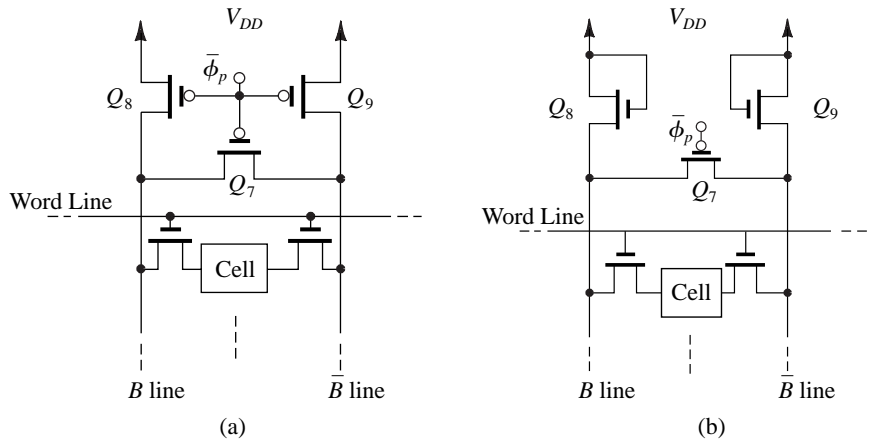 V_DD
φ̄_p
Q_8
Q_9
Q_7
Word Line
Cell
B line
B̄ line
(a)
V_DD
Q_8
Q_9
φ̄_p
Q_7
Word Line
Cell
B line
B̄ line
(b)